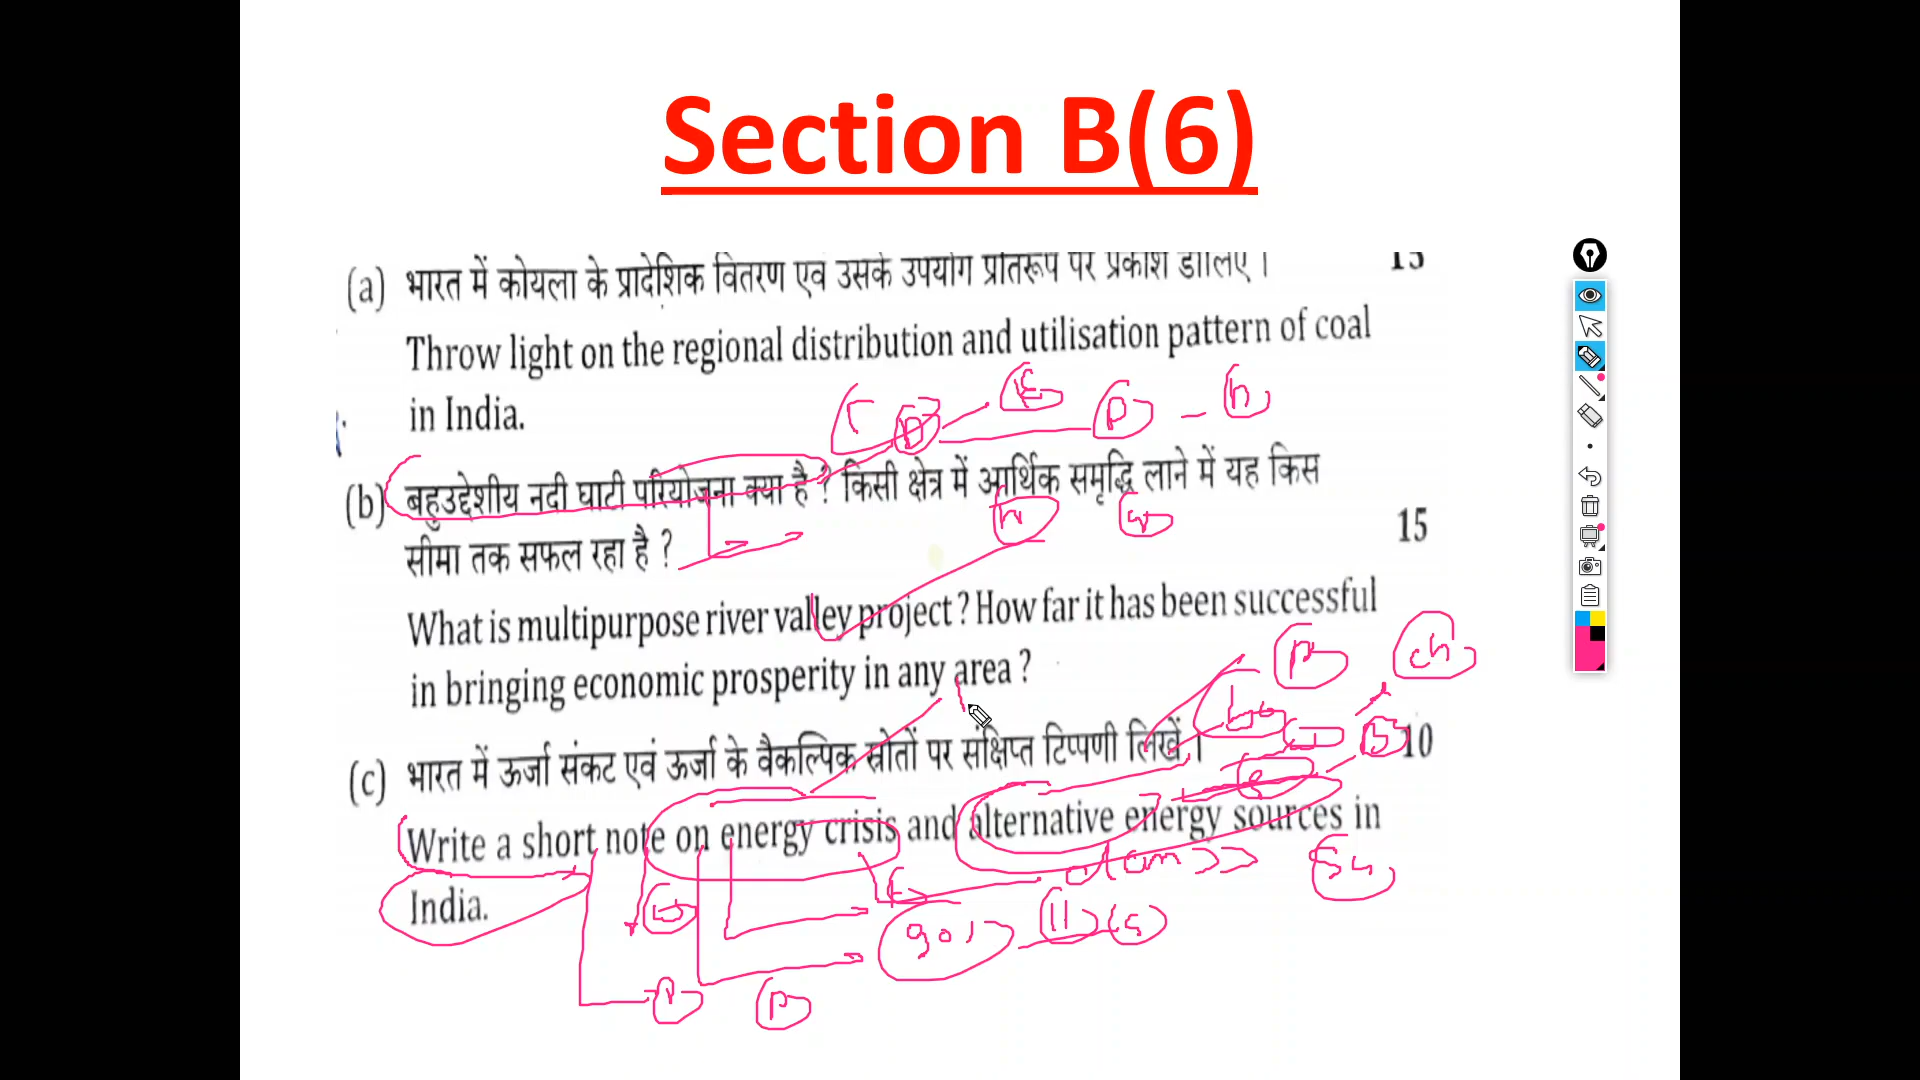 Section B(6)
(a) भारत में कोयला के प्रादेशिक वितरण एवं उसके उपयोग प्रतिरूप पर प्रकाश डालिए । 15
Throw light on the regional distribution and utilisation pattern of coal
in India.
(b) बहुउद्देशीय नदी घाटी परियोजना क्या है ? किसी क्षेत्र में आर्थिक समृद्धि लाने में यह किस
सीमा तक सफल रहा है ? 15
What is multipurpose river valley project ? How far it has been successful
in bringing economic prosperity in any area ?
(c) भारत में ऊर्जा संकट एवं ऊर्जा के वैकल्पिक स्रोतों पर संक्षिप्त टिप्पणी लिखें । 10
Write a short note on energy crisis and alternative energy sources in
India.